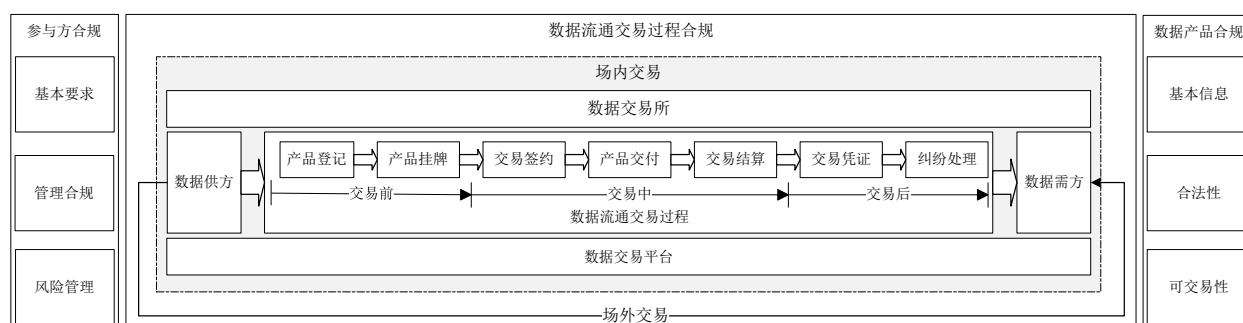 参与方合规
基本要求
管理合规
风险管理
数据流通交易过程合规
场内交易
数据交易所
数据供方
产品登记
产品挂牌
交易签约
产品交付
交易结算
交易凭证
纠纷处理
交易前
交易中
交易后
数据流通交易过程
数据需方
数据交易平台
场外交易
数据产品合规
基本信息
合法性
可交易性